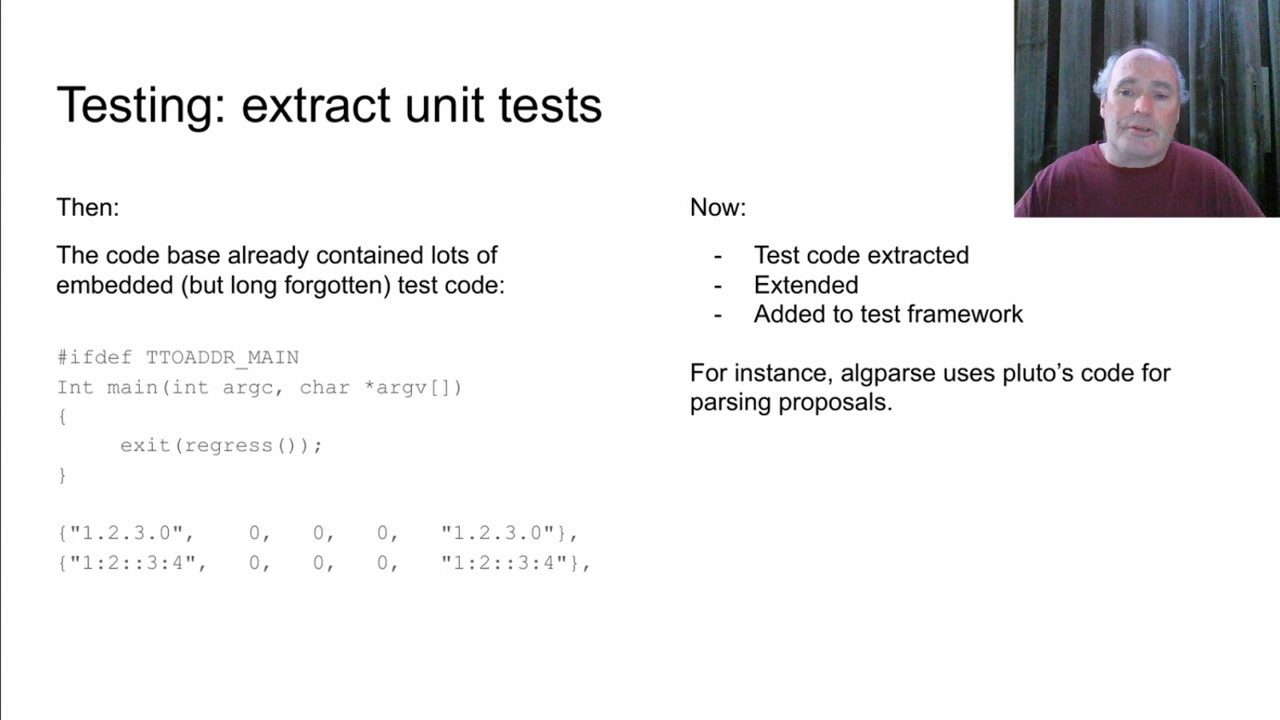 Testing: extract unit tests
Then:
The code base already contained lots of
embedded (but long forgotten) test code:
#ifdef TTOADDR_MAIN
Int main(int argc, char *argv[])
{
     exit(regress());
}
{"1.2.3.0",    0,   0,   0,   "1.2.3.0"},
{"1:2::3:4",   0,   0,   0,   "1:2::3:4"},
Now:
- Test code extracted
- Extended
- Added to test framework
For instance, algparse uses pluto’s code for
parsing proposals.